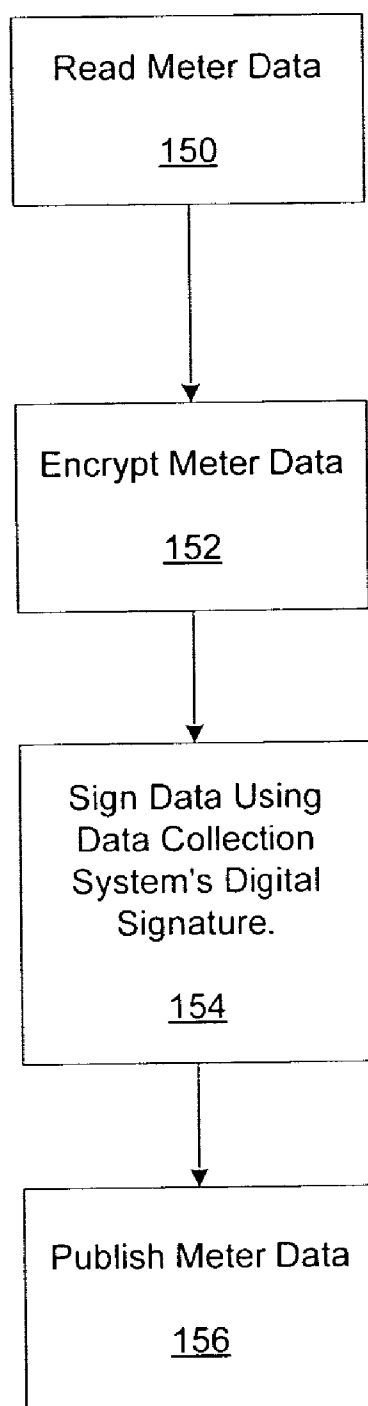 Read Meter Data
150
Encrypt Meter Data
152
Sign Data Using
Data Collection
System's Digital
Signature.
154
Publish Meter Data
156